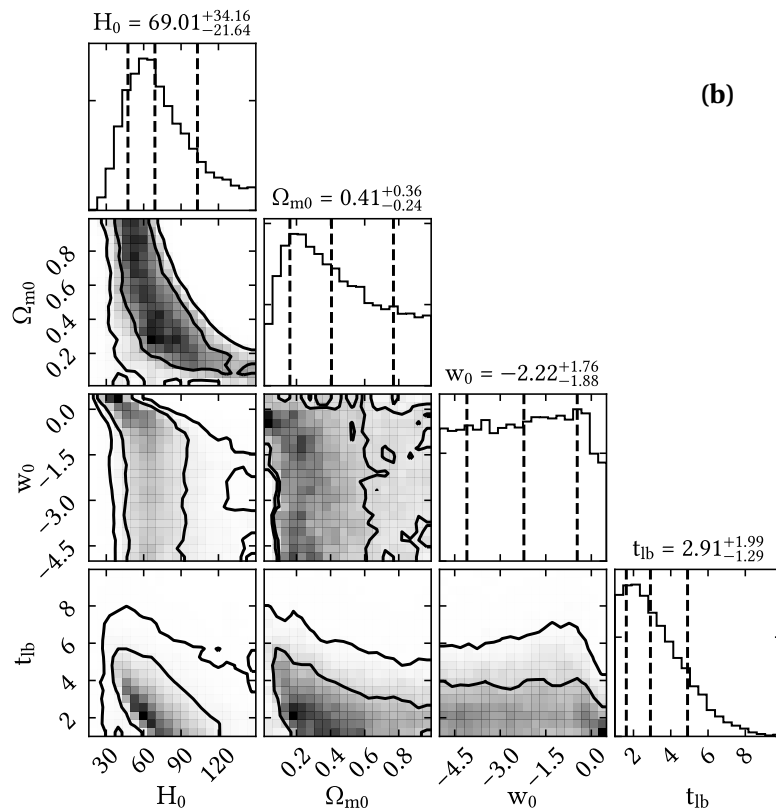 H₀ = 69.01 +34.16 −21.64
(b)
Ωₘ₀ = 0.41 +0.36 −0.24
0.8
0.6
0.4
0.2
Ωₘ₀
w₀ = −2.22 +1.76 −1.88
0.0
−1.5
−3.0
−4.5
w₀
t_lb = 2.91 +1.99 −1.29
8
6
4
2
t_lb
30 60 90 120
0.2 0.4 0.6 0.8
−4.5 −3.0 −1.5 0.0
2 4 6 8
H₀ Ωₘ₀ w₀ t_lb